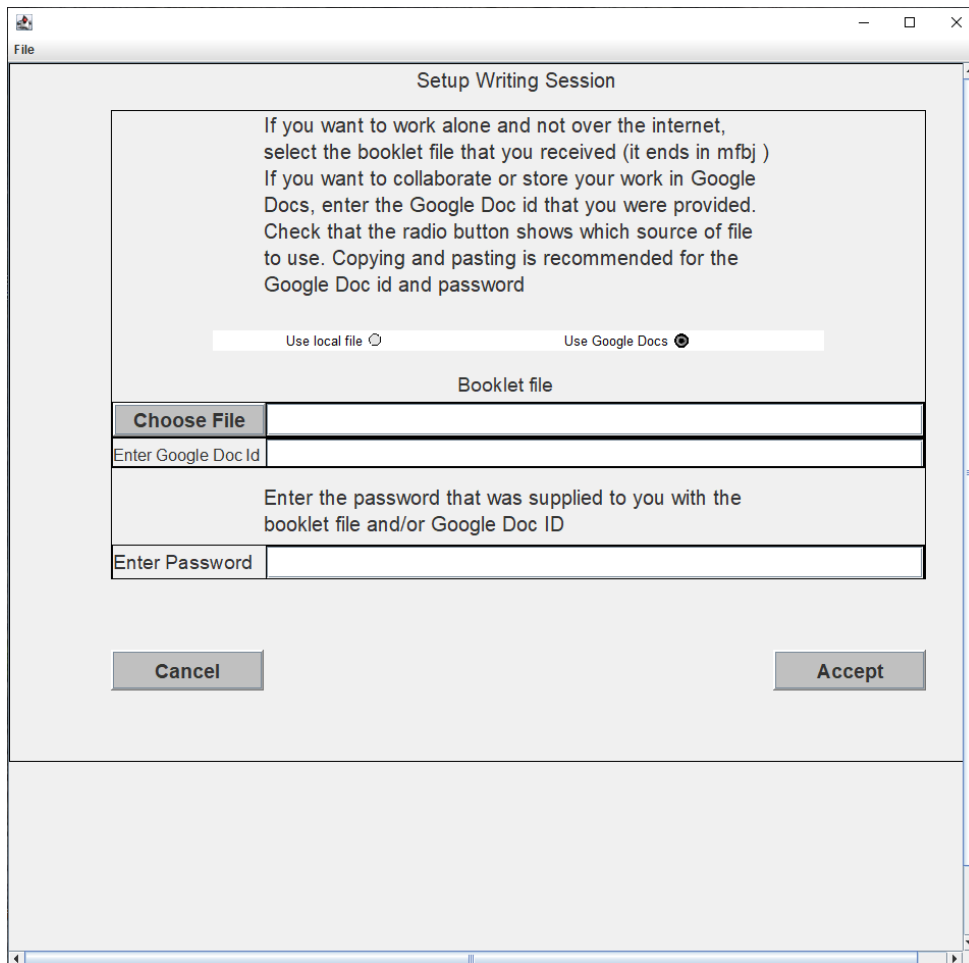 File
Setup Writing Session
If you want to work alone and not over the internet,
select the booklet file that you received (it ends in mfbj )
If you want to collaborate or store your work in Google
Docs, enter the Google Doc id that you were provided.
Check that the radio button shows which source of file
to use. Copying and pasting is recommended for the
Google Doc id and password
Use local file
Use Google Docs
Booklet file
Choose File
Enter Google Doc Id
Enter the password that was supplied to you with the
booklet file and/or Google Doc ID
Enter Password
Cancel
Accept